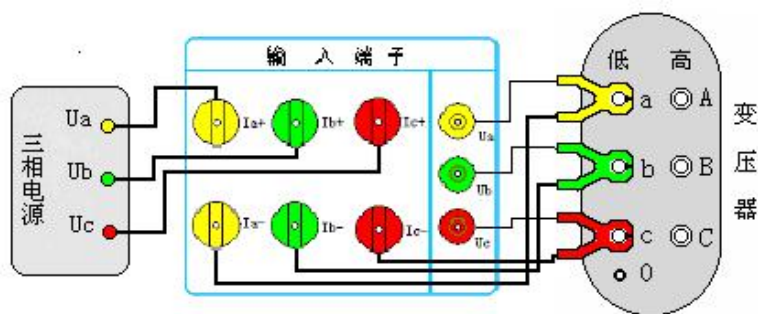 三相电源
Ua
Ub
Uc
输入端子
Ia+
Ib+
Ic+
Ia-
Ib-
Ic-
Ua
Ub
Uc
低 高
a A
b B
c C
0
变压器